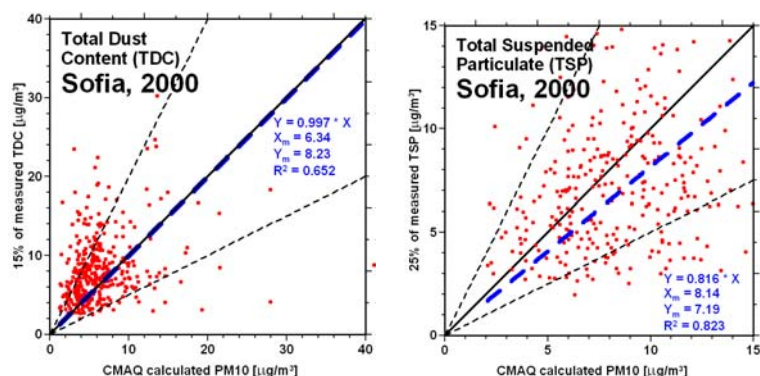 Total Dust
Content (TDC)
Sofia, 2000
40
30
20
10
0
15% of measured TDC [µg/m³]
Y = 0.997 * X
Xm = 6.34
Ym = 8.23
R² = 0.652
0 10 20 30 40
CMAQ calculated PM10 [µg/m³]
Total Suspended
Particulate (TSP)
Sofia, 2000
15
10
5
0
25% of measured TSP [µg/m³]
Y = 0.816 * X
Xm = 8.14
Ym = 7.19
R² = 0.823
0 5 10 15
CMAQ calculated PM10 [µg/m³]